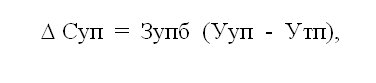 Δ Суп = Зупб (Ууп - Утп),